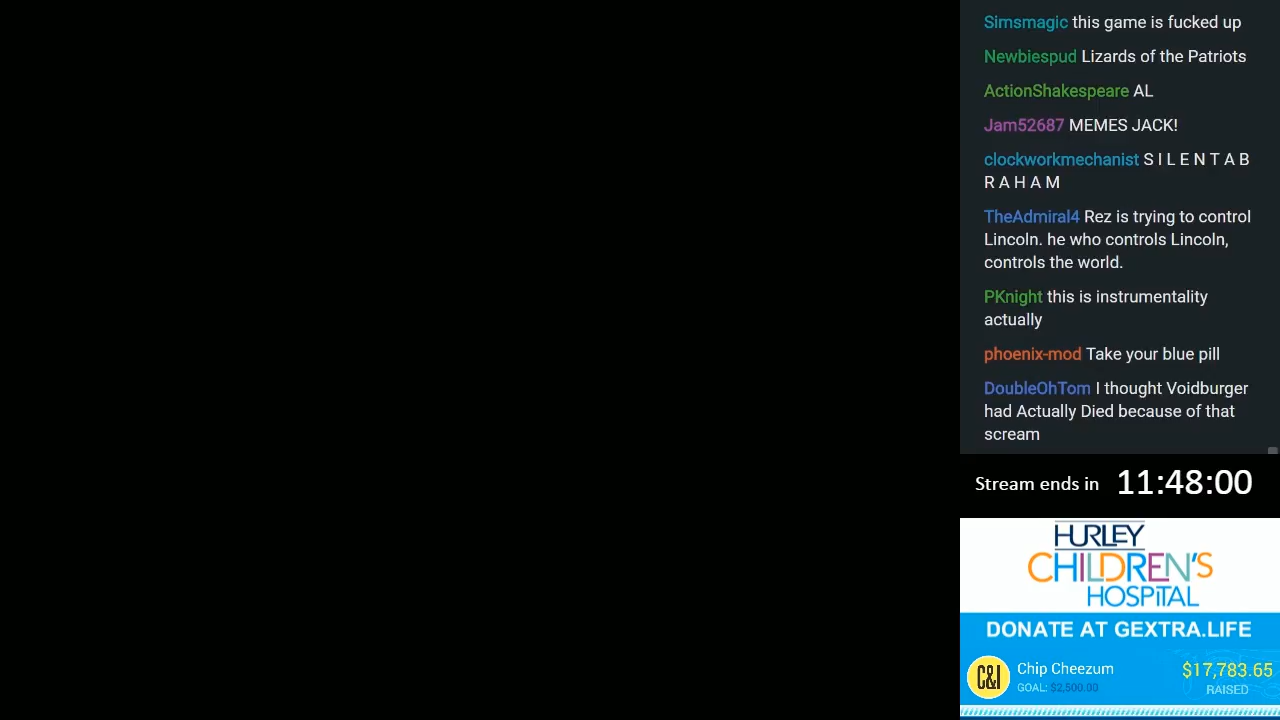 Simsmagic this game is fucked up
Newbiespud Lizards of the Patriots
ActionShakespeare AL
Jam52687 MEMES JACK!
clockworkmechanist S I L E N T A B
R A H A M
TheAdmiral4 Rez is trying to control
Lincoln. he who controls Lincoln,
controls the world.
PKnight this is instrumentality
actually
phoenix-mod Take your blue pill
DoubleOhTom I thought Voidburger
had Actually Died because of that
scream
Stream ends in 11:48:00
HURLEY
CHILDREN'S
HOSPITAL
DONATE AT GEXTRA.LIFE
C&I
Chip Cheezum
GOAL: $2,500.00
$17,783.65
RAISED